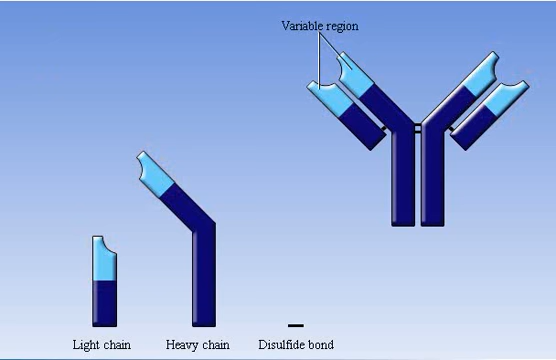 Variable region
Light chain
Heavy chain
Disulfide bond